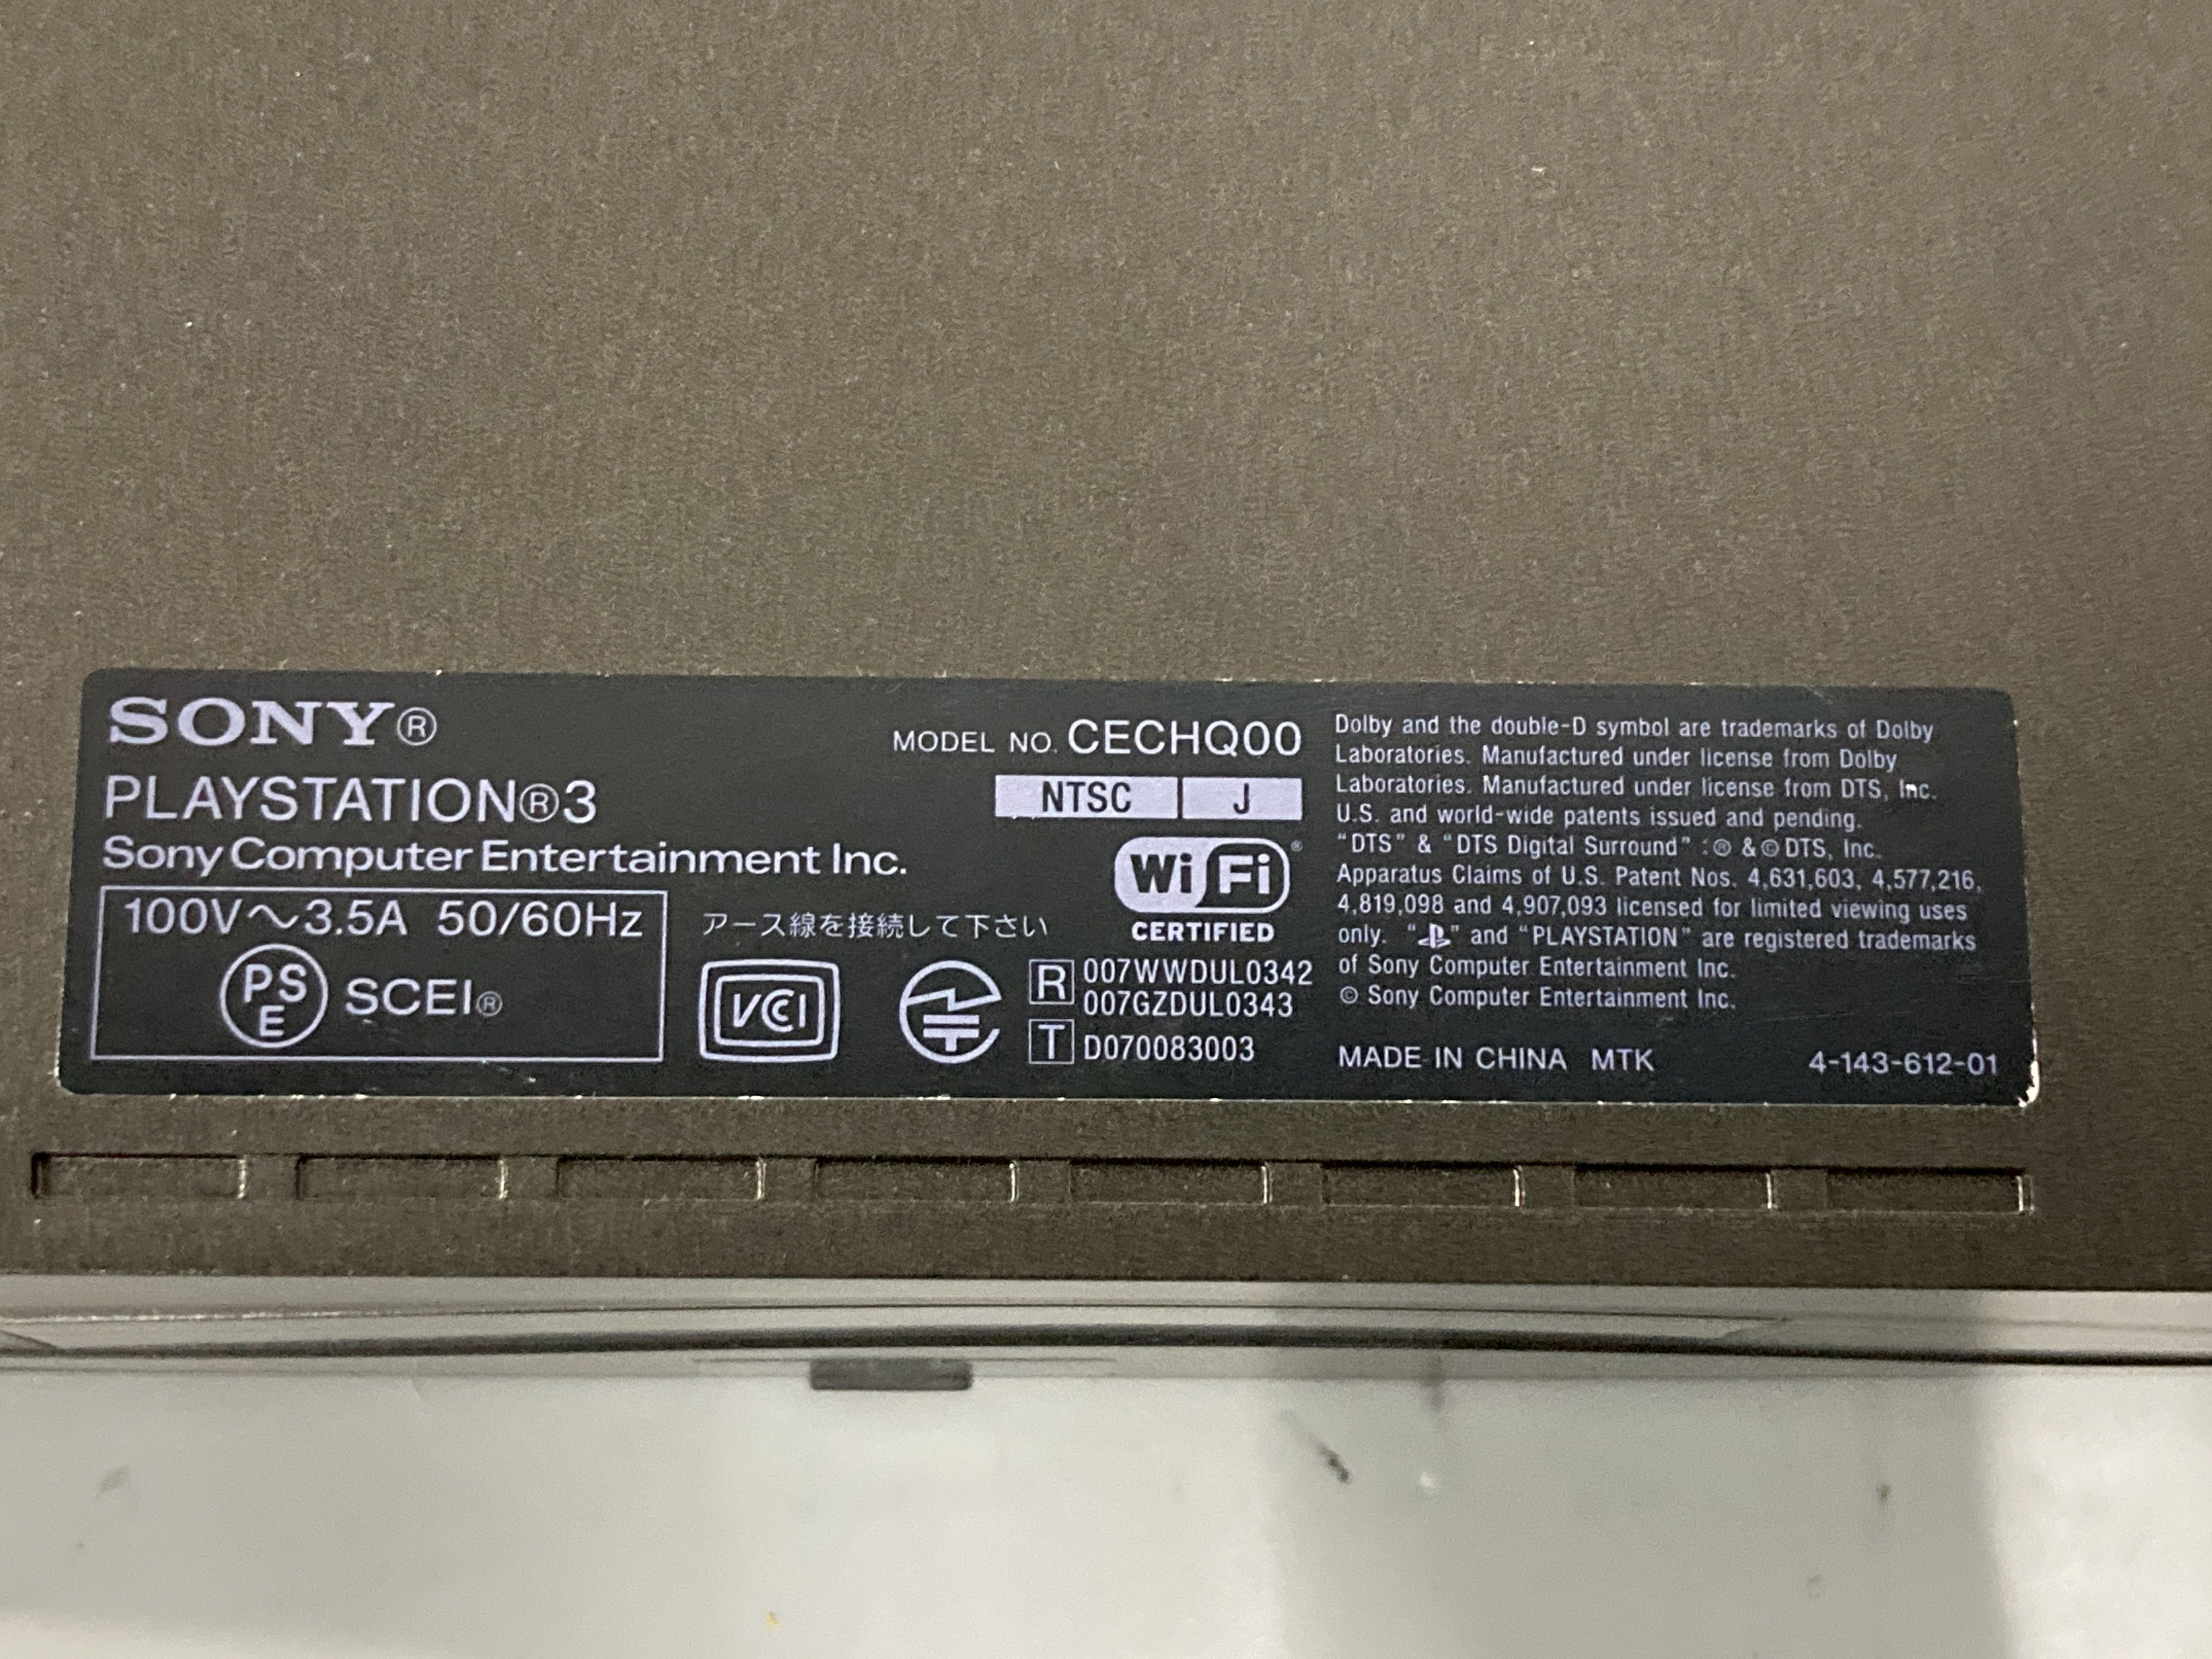 SONY®
PLAYSTATION®3
Sony Computer Entertainment Inc.
100V～3.5A 50/60Hz
PS
E
SCEI®
MODEL NO. CECHQ00
NTSC J
Wi Fi ®
CERTIFIED
アース線を接続して下さい
VCCI
R 007WWDUL0342
007GZDUL0343
T D070083003
Dolby and the double-D symbol are trademarks of Dolby
Laboratories. Manufactured under license from Dolby
Laboratories. Manufactured under license from DTS, Inc.
U.S. and world-wide patents issued and pending.
“DTS” & “DTS Digital Surround” :® &© DTS, Inc.
Apparatus Claims of U.S. Patent Nos. 4,631,603, 4,577,216,
4,819,098 and 4,907,093 licensed for limited viewing uses
only. “PS” and “PLAYSTATION” are registered trademarks
of Sony Computer Entertainment Inc.
© Sony Computer Entertainment Inc.
MADE IN CHINA MTK 4-143-612-01